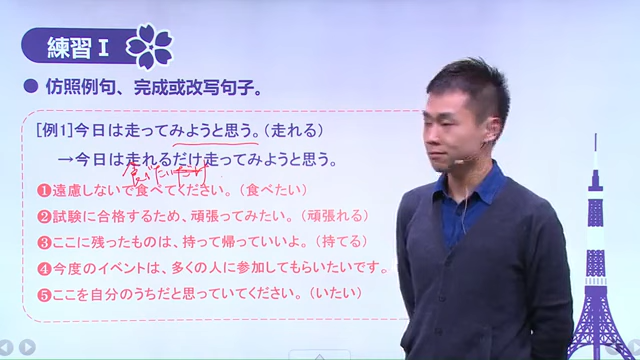 練習Ⅰ
● 仿照例句、完成或改写句子。
[例1]今日は走ってみようと思う。（走れる）
→今日は走れるだけ走ってみようと思う。
食べたいだけ
❶遠慮しないで食べてください。（食べたい）
❷試験に合格するため、頑張ってみたい。（頑張れる）
❸ここに残ったものは、持って帰っていいよ。（持てる）
❹今度のイベントは、多くの人に参加してもらいたいです。
❺ここを自分のうちだと思っていてください。（いたい）